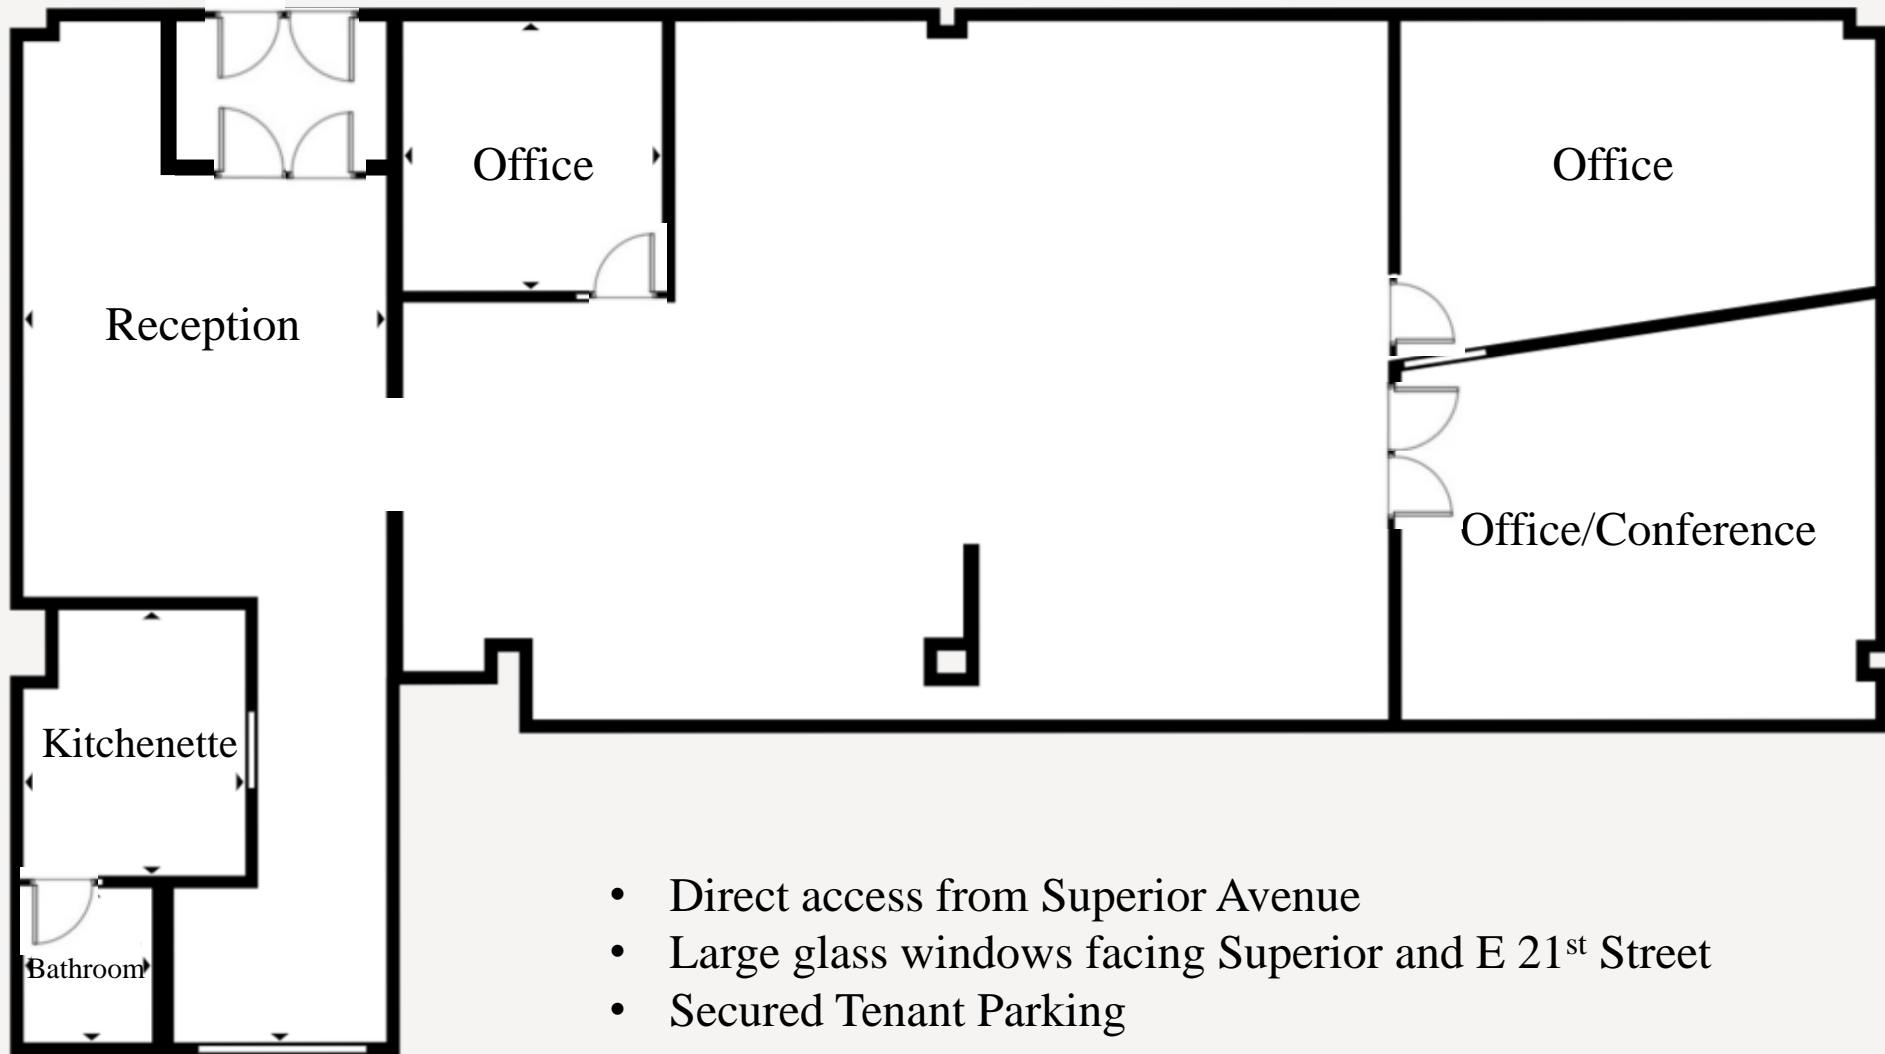 Office
Office
Reception
Office/Conference
Kitchenette
Bathroom
• Direct access from Superior Avenue
• Large glass windows facing Superior and E 21st Street
• Secured Tenant Parking